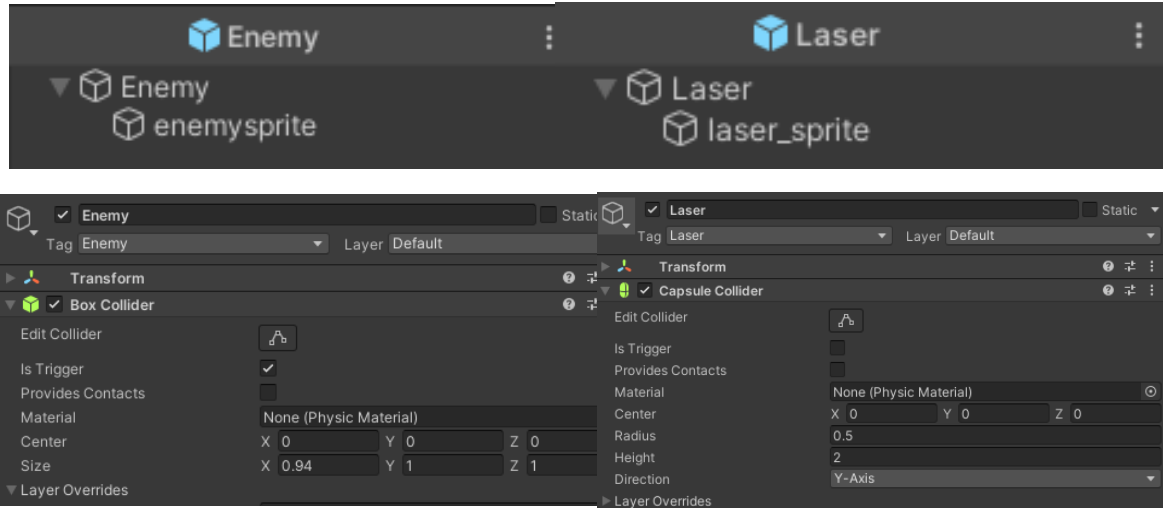 Enemy
Enemy
enemysprite
Laser
Laser
laser_sprite
Enemy
Static
Tag Enemy
Layer Default
Transform
Box Collider
Edit Collider
Is Trigger
Provides Contacts
Material None (Physic Material)
Center X 0 Y 0 Z 0
Size X 0.94 Y 1 Z 1
Layer Overrides
Laser
Static
Tag Laser
Layer Default
Transform
Capsule Collider
Edit Collider
Is Trigger
Provides Contacts
Material None (Physic Material)
Center X 0 Y 0 Z 0
Radius 0.5
Height 2
Direction Y-Axis
Layer Overrides